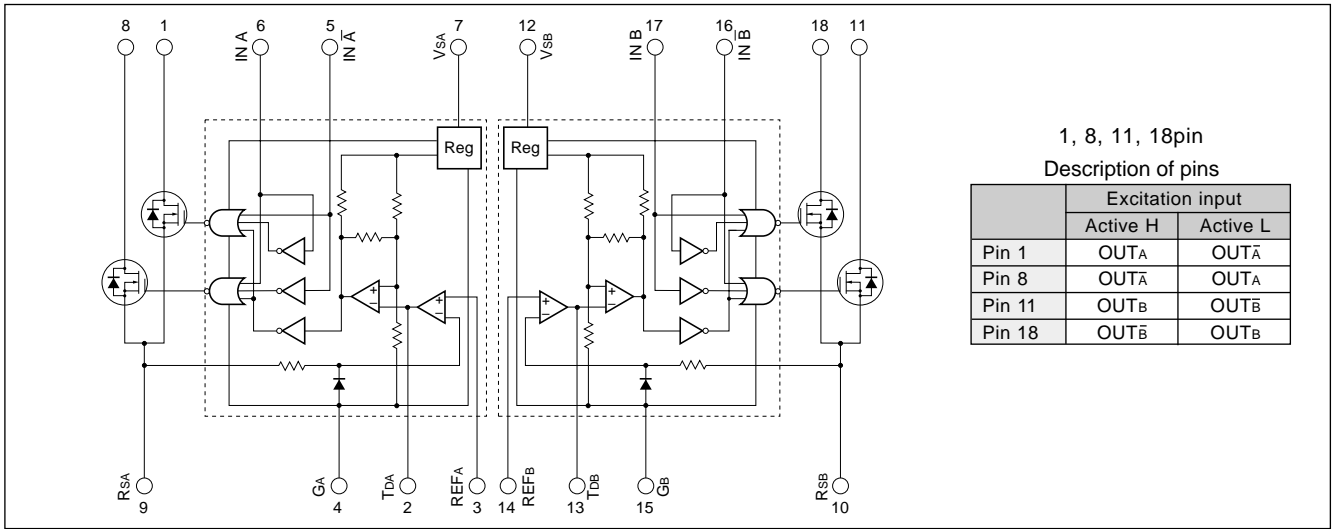 8 1 6 5 7 12 17 16 18 11
IN A
IN A̅
VSA
VSB
IN B
IN B̅
Reg
Reg
+
−
+
−
+
−
+
−
RSA
GA
TDA
REFA
REFB
TDB
GB
RSB
9 4 2 3 14 13 15 10
1, 8, 11, 18pin
Description of pins
Excitation input
Active H Active L
Pin 1 OUTA OUTA̅
Pin 8 OUTA̅ OUTA
Pin 11 OUTB OUTB̅
Pin 18 OUTB̅ OUTB